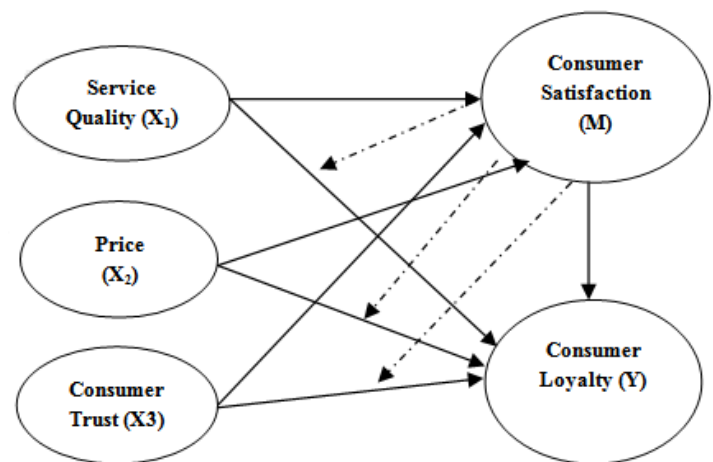 Service
Quality (X₁)
Consumer
Satisfaction
(M)
Price
(X₂)
Consumer
Trust (X3)
Consumer
Loyalty (Y)